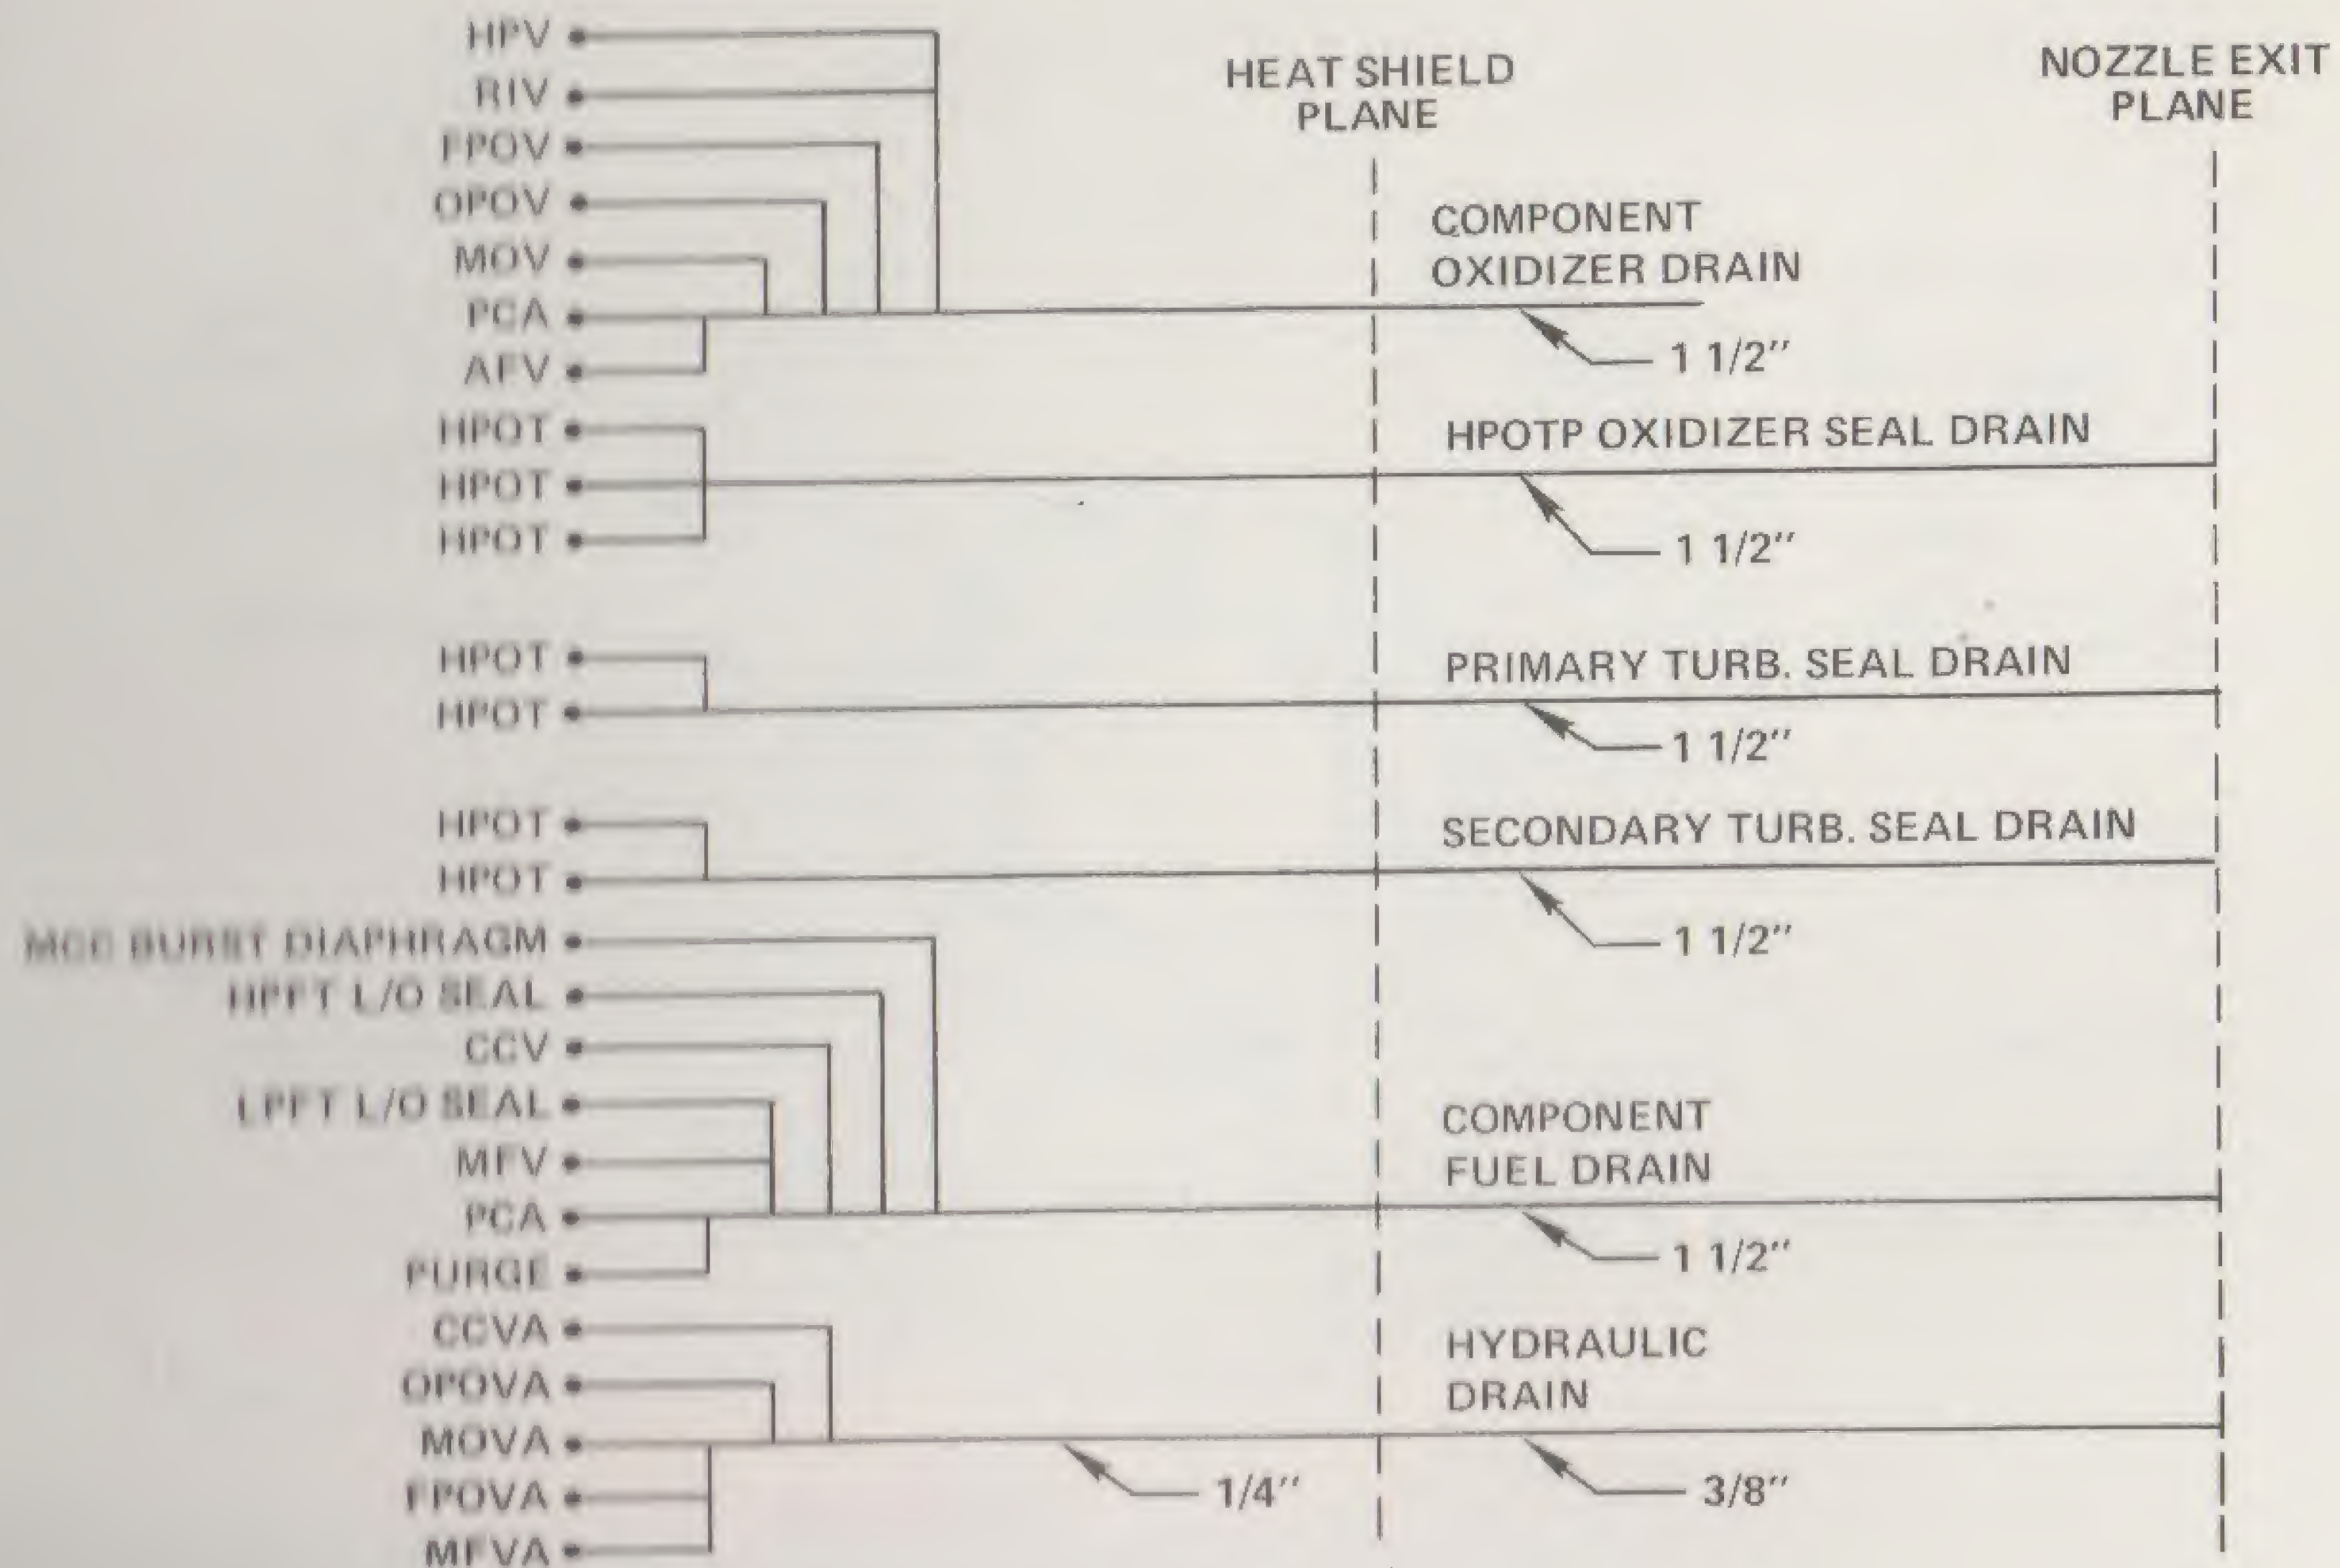 HPV
RIV
FPOV
OPOV
MOV
PCA
AFV
HPOT
HPOT
HPOT
HPOT
HPOT
HPOT
HPOT
MCC BURST DIAPHRAGM
HPFT L/O SEAL
CCV
LPFT L/O SEAL
MFV
PCA
PURGE
CCVA
OPOVA
MOVA
FPOVA
MFVA
HEAT SHIELD
PLANE
NOZZLE EXIT
PLANE
COMPONENT
OXIDIZER DRAIN
1 1/2"
HPOTP OXIDIZER SEAL DRAIN
1 1/2"
PRIMARY TURB. SEAL DRAIN
1 1/2"
SECONDARY TURB. SEAL DRAIN
1 1/2"
COMPONENT
FUEL DRAIN
1 1/2"
HYDRAULIC
DRAIN
1/4"
3/8"